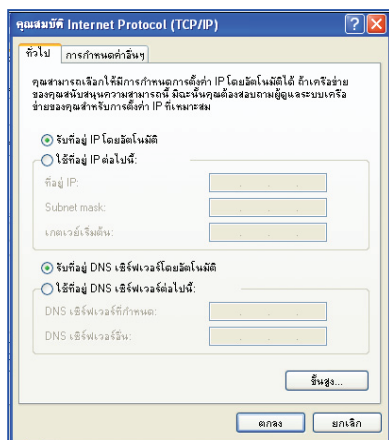 คุณสมบัติ Internet Protocol (TCP/IP)
ทั่วไป
การกำหนดค่าอื่นๆ
คุณสามารถเลือกให้มีการกำหนดการตั้งค่า IP โดยอัตโนมัติได้ ถ้าเครือข่าย
ของคุณสนับสนุนความสามารถนี้ มิฉะนั้นคุณต้องสอบถามผู้ดูแลระบบเครือ
ข่ายของคุณสำหรับการตั้งค่า IP ที่เหมาะสม
รับที่อยู่ IP โดยอัตโนมัติ
ใช้ที่อยู่ IP ต่อไปนี้:
ที่อยู่ IP:
Subnet mask:
เกตเวย์เริ่มต้น:
รับที่อยู่ DNS เซิร์ฟเวอร์โดยอัตโนมัติ
ใช้ที่อยู่ DNS เซิร์ฟเวอร์ต่อไปนี้:
DNS เซิร์ฟเวอร์ที่กำหนด:
DNS เซิร์ฟเวอร์อื่น:
ขั้นสูง...
ตกลง
ยกเลิก